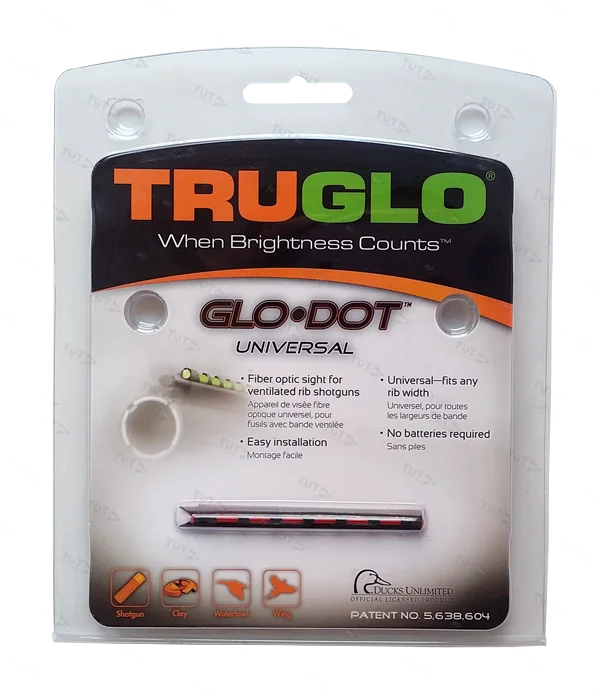 TRUGLO®
When Brightness Counts™
GLO•DOT™
UNIVERSAL
• Fiber optic sight for
ventilated rib shotguns
Appareil de visée fibre
optique universel, pour
fusils avec bande ventilée
• Easy installation
Montage facile
• Universal—fits any
rib width
Universel, pour toutes
les largeurs de bande
• No batteries required
Sans piles
Shotgun
Clay
Waterfowl
Wing
DUCKS UNLIMITED
OFFICIAL LICENSED PRODUCT
PATENT NO. 5,638,604
TUT